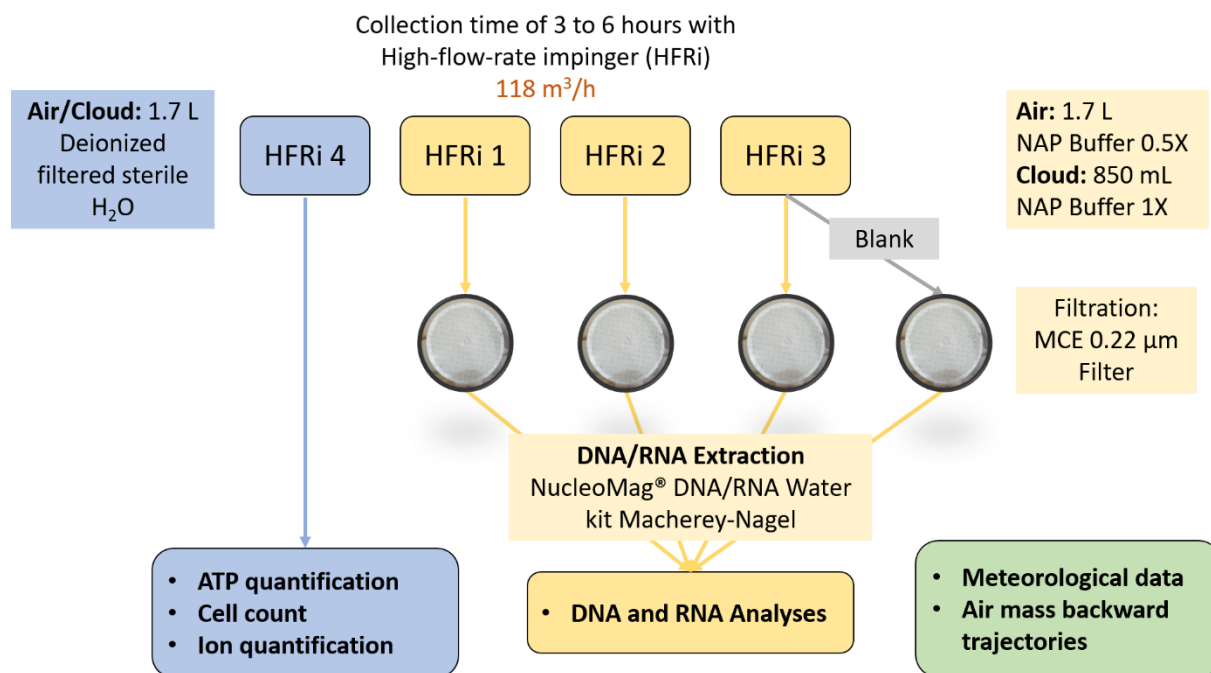 Collection time of 3 to 6 hours with
High-flow-rate impinger (HFRi)
118 m³/h
Air/Cloud: 1.7 L
Deionized
filtered sterile
H₂O
HFRi 4
HFRi 1
HFRi 2
HFRi 3
Air: 1.7 L
NAP Buffer 0.5X
Cloud: 850 mL
NAP Buffer 1X
Blank
Filtration:
MCE 0.22 µm
Filter
DNA/RNA Extraction
NucleoMag® DNA/RNA Water
kit Macherey-Nagel
• ATP quantification
• Cell count
• Ion quantification
• DNA and RNA Analyses
• Meteorological data
• Air mass backward
trajectories